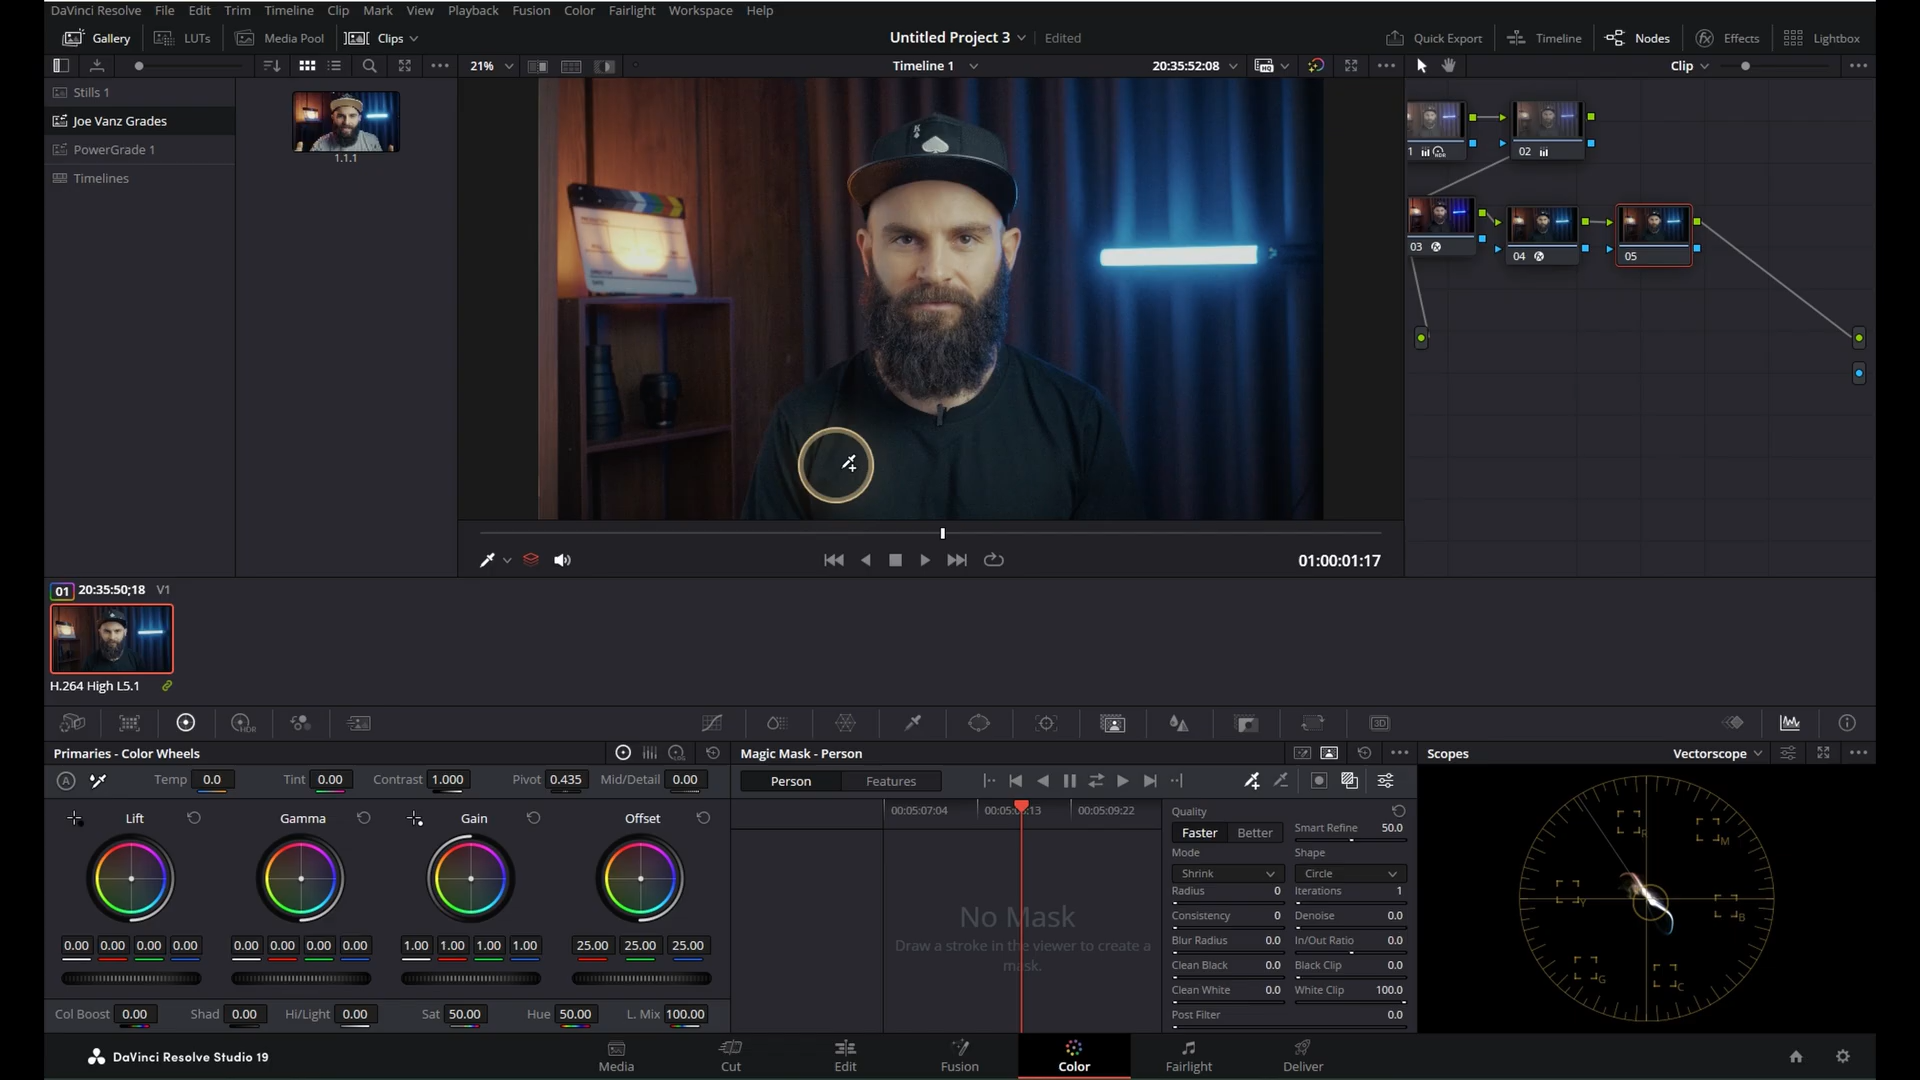 DaVinci Resolve File Edit Trim Timeline Clip Mark View Playback Fusion Color Fairlight Workspace Help
Gallery LUTs Media Pool Clips Untitled Project 3 Edited Quick Export Timeline Nodes Effects Lightbox
21% Timeline 1 20:35:52:08 Clip
Stills 1
Joe Vanz Grades
PowerGrade 1
Timelines
1.1.1
K
1 HDR 02
03 04 05
01:00:01:17
01 20:35:50;18 V1
H.264 High L5.1
HDR 3D
Primaries - Color Wheels
A Temp 0.0 Tint 0.00 Contrast 1.000 Pivot 0.435 Mid/Detail 0.00
Lift Gamma Gain Offset
0.00 0.00 0.00 0.00 0.00 0.00 0.00 0.00 1.00 1.00 1.00 1.00 25.00 25.00 25.00
Col Boost 0.00 Shad 0.00 Hi/Light 0.00 Sat 50.00 Hue 50.00 L. Mix 100.00
Magic Mask - Person
Person Features
00:05:07:04 00:05:0 :13 00:05:09:22
No Mask
Draw a stroke in the viewer to create a
mask.
Quality
Faster Better Smart Refine 50.0
Mode Shape
Shrink Circle
Radius 0 Iterations 1
Consistency 0 Denoise 0.0
Blur Radius 0.0 In/Out Ratio 0.0
Clean Black 0.0 Black Clip 0.0
Clean White 0.0 White Clip 100.0
Post Filter 0.0
Scopes Vectorscope
R M
Y B
G C
DaVinci Resolve Studio 19
Media Cut Edit Fusion Color Fairlight Deliver